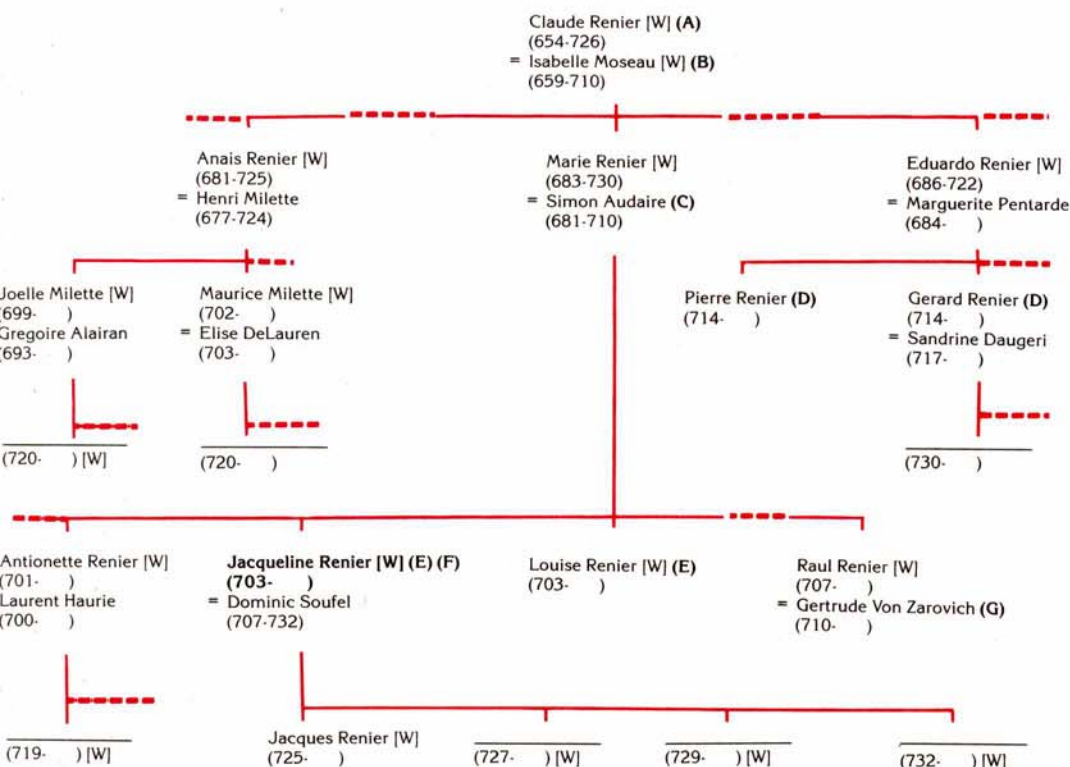 Claude Renier [W] (A)
(654-726)
= Isabelle Moseau [W] (B)
(659-710)
Anais Renier [W]
(681-725)
= Henri Milette
(677-724)
Marie Renier [W]
(683-730)
= Simon Audaire (C)
(681-710)
Eduardo Renier [W]
(686-722)
= Marguerite Pentarde
(684- )
Joelle Milette [W]
(699- )
Gregoire Alairan
(693- )
Maurice Milette [W]
(702- )
= Elise DeLauren
(703- )
Pierre Renier (D)
(714- )
Gerard Renier (D)
(714- )
= Sandrine Daugeri
(717- )
(720- ) [W]
(720- )
(730- )
Antionette Renier [W]
(701- )
Laurent Haurie
(700- )
Jacqueline Renier [W] (E) (F)
(703- )
= Dominic Soufel
(707-732)
Louise Renier [W] (E)
(703- )
Raul Renier [W]
(707- )
= Gertrude Von Zarovich (G)
(710- )
(719- ) [W]
Jacques Renier [W]
(725- )
(727- ) [W]
(729- ) [W]
(732- ) [W]